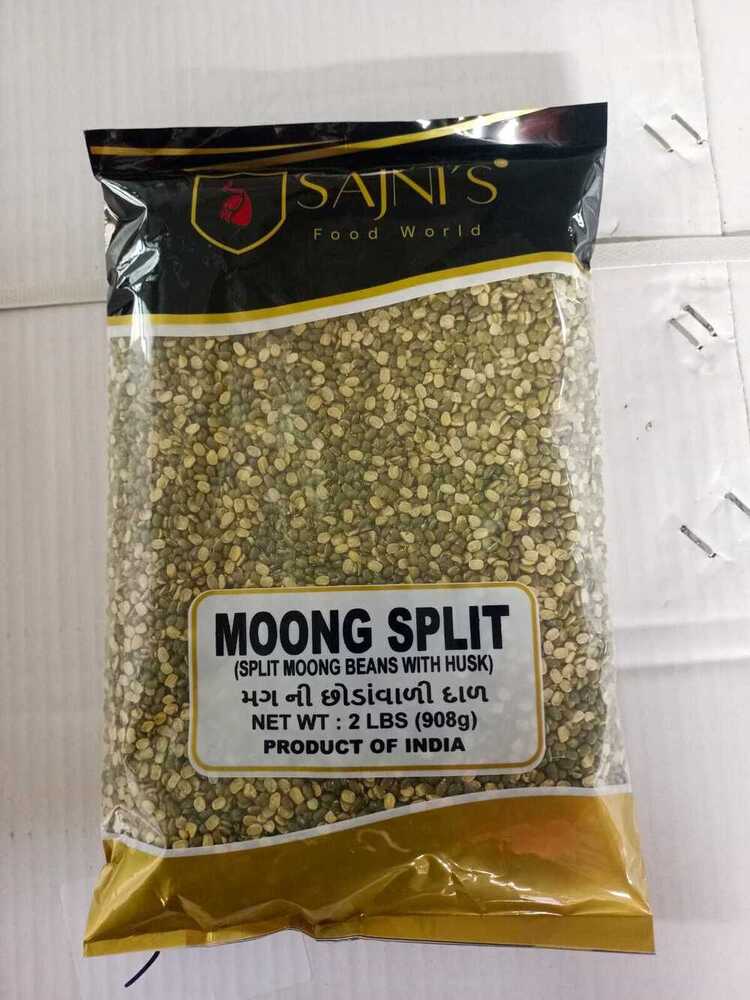 SAJNI'S
Food World
MOONG SPLIT
(SPLIT MOONG BEANS WITH HUSK)
મગ ની છોડાંવાળી દાળ
NET WT : 2 LBS (908g)
PRODUCT OF INDIA